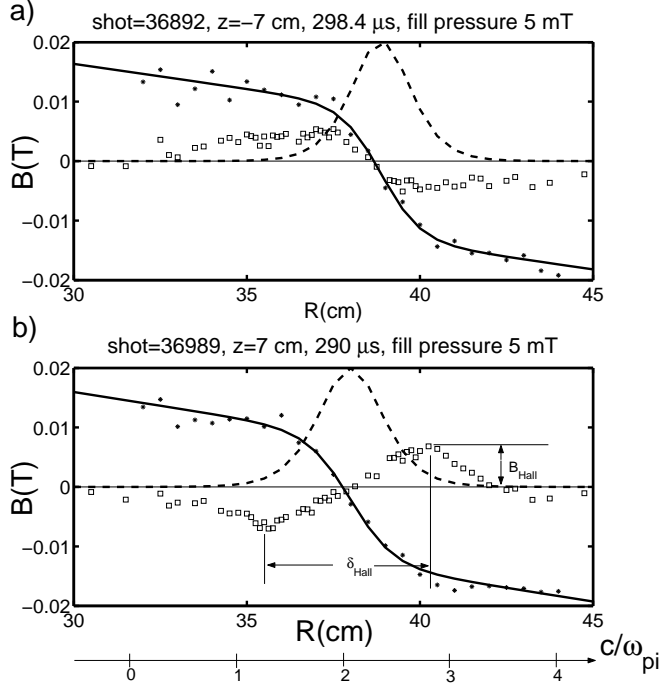 a)
shot=36892, z=−7 cm, 298.4 μs, fill pressure 5 mT
0.02
0.01
0
−0.01
−0.02
B(T)
30 35 40 45
R(cm)
b)
shot=36989, z=7 cm, 290 μs, fill pressure 5 mT
0.02
0.01
0
−0.01
−0.02
B(T)
B_Hall
δ_Hall
30 35 40 45
R(cm)
c/ω_pi
0 1 2 3 4